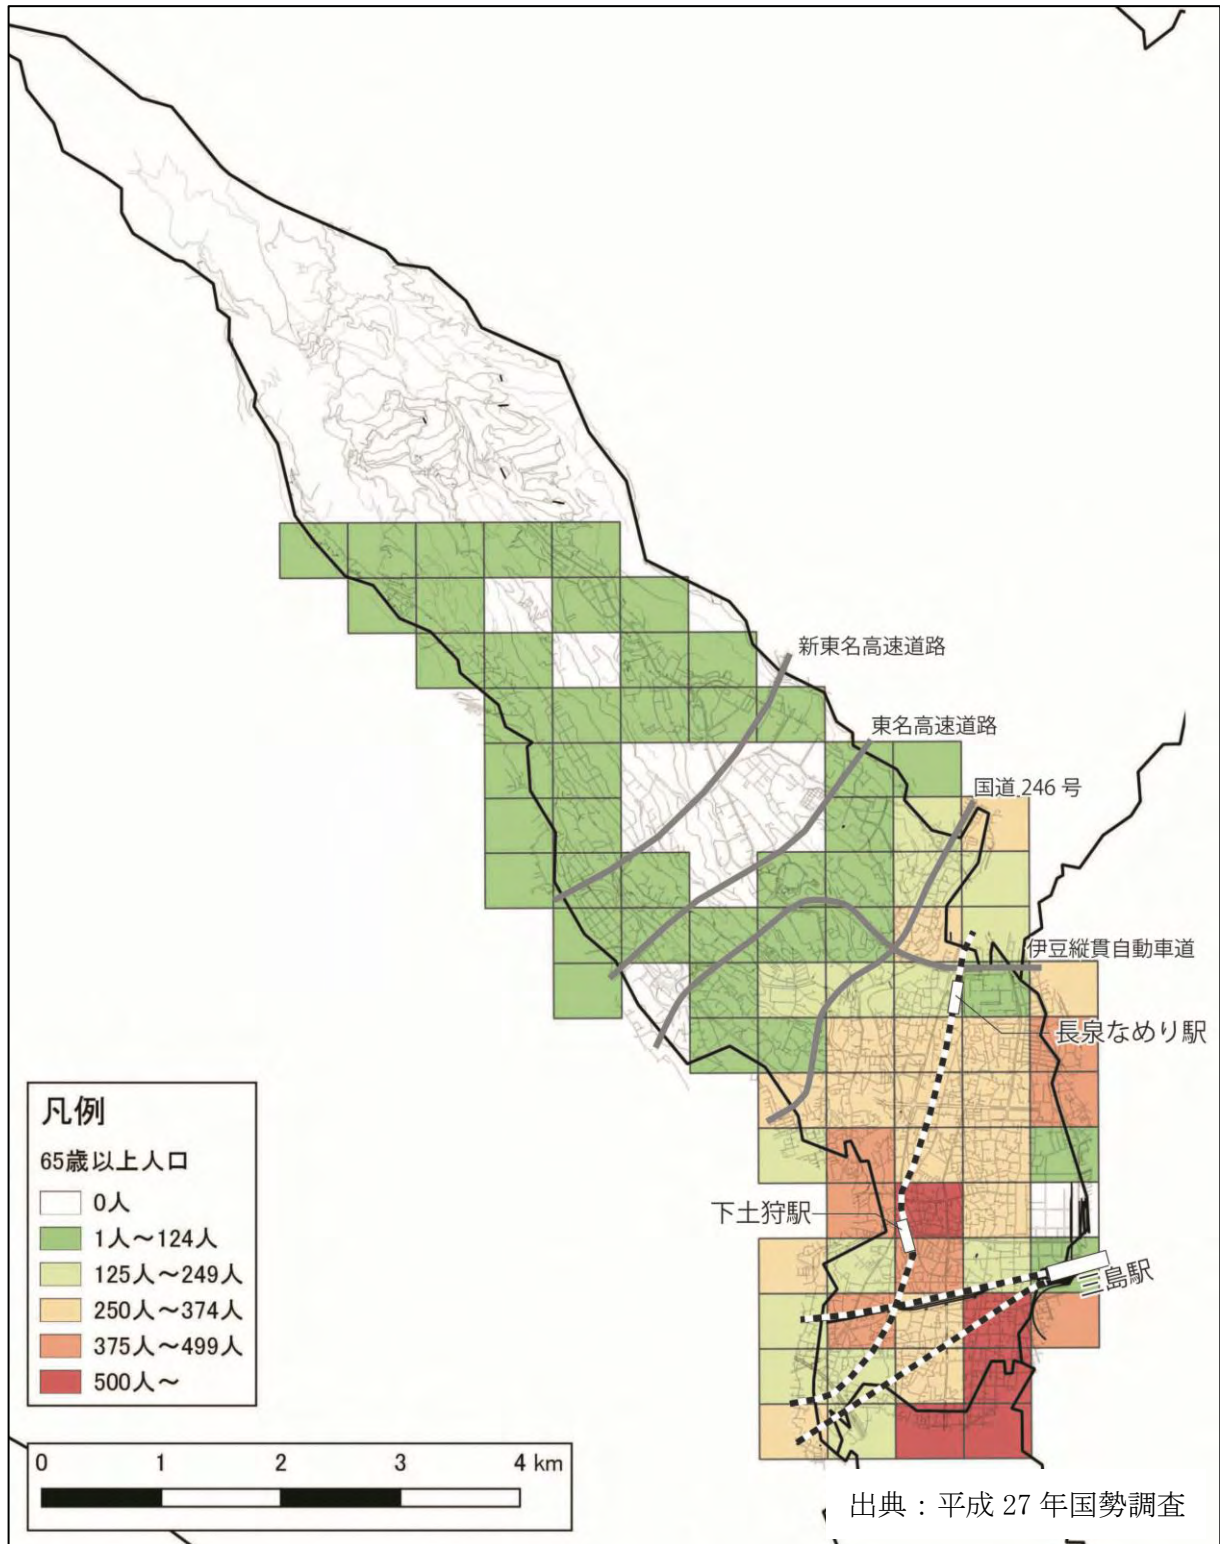 新東名高速道路
東名高速道路
国道 246 号
伊豆縦貫自動車道
長泉なめり駅
下土狩駅
三島駅
凡例
65歳以上人口
0人
1人～124人
125人～249人
250人～374人
375人～499人
500人～
0 1 2 3 4 km
出典：平成 27 年国勢調査